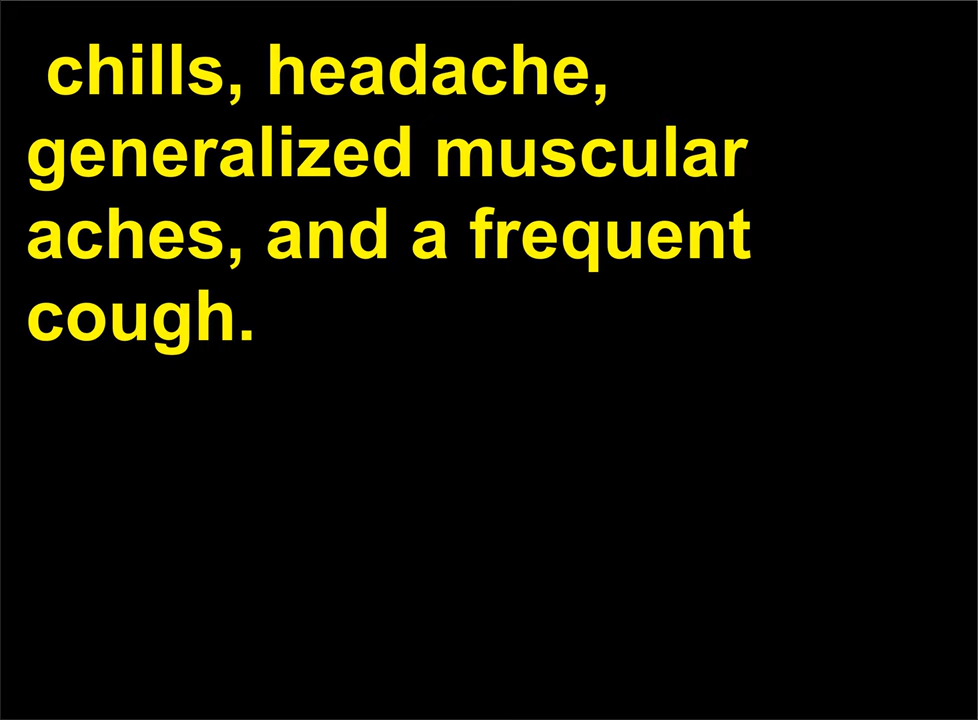 chills, headache,
generalized muscular
aches, and a frequent
cough.